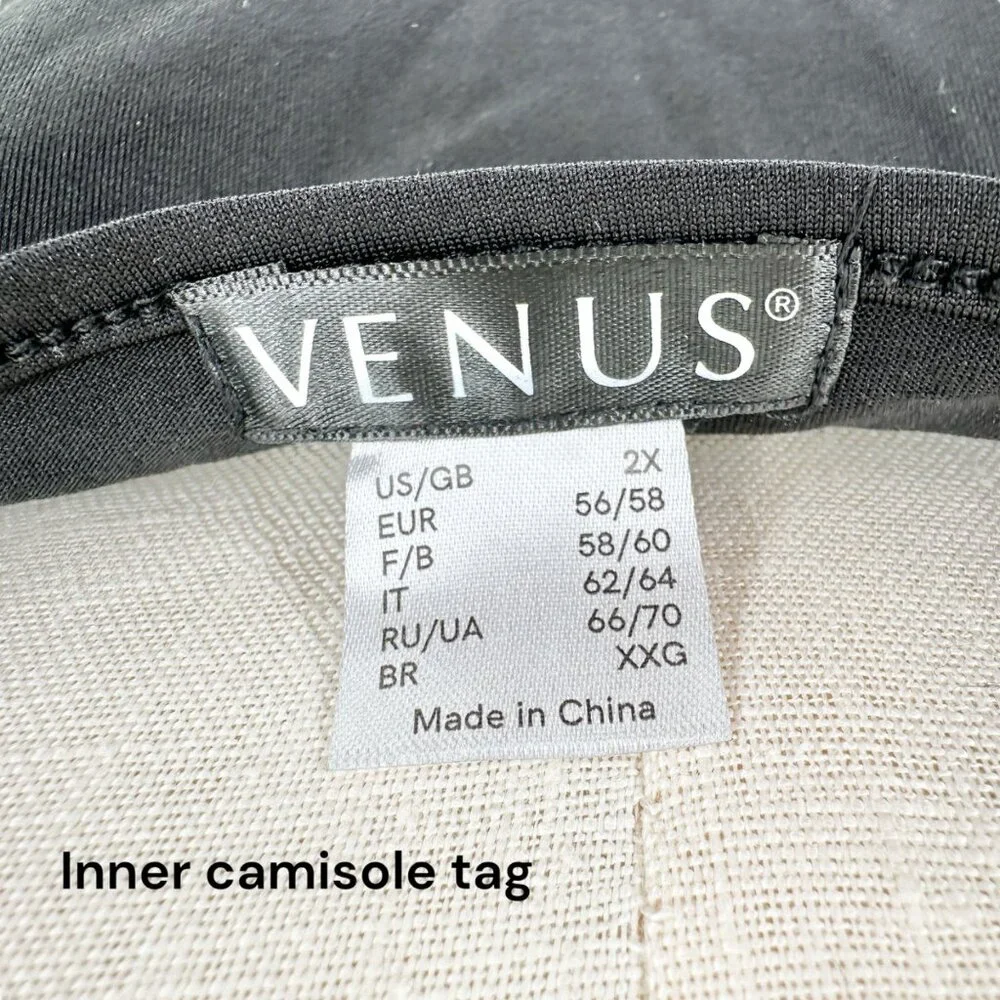 VENUS®
US/GB 2X
EUR 56/58
F/B 58/60
IT 62/64
RU/UA 66/70
BR XXG
Made in China
Inner camisole tag